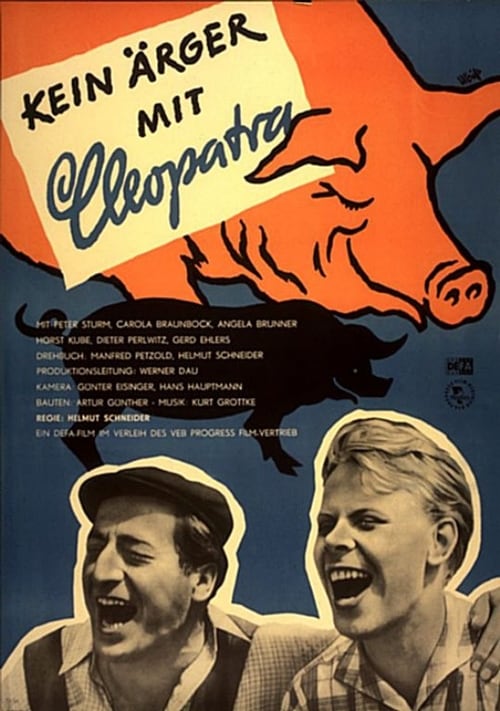 KEIN ÄRGER
MIT
Cleopatra
MIT PETER STURM, CAROLA BRAUNBOCK, ANGELA BRUNNER
HORST KUBE, DIETER PERLWITZ, GERD EHLERS
DREHBUCH: MANFRED PETZOLD, HELMUT SCHNEIDER
PRODUKTIONSLEITUNG: WERNER DAU
KAMERA: GÜNTER EISINGER, HANS HAUPTMANN
BAUTEN: ARTUR GÜNTHER - MUSIK: KURT GROTTKE
REGIE: HELMUT SCHNEIDER
EIN DEFA-FILM IM VERLEIH DES VEB PROGRESS FILM-VERTRIEB
DEFA